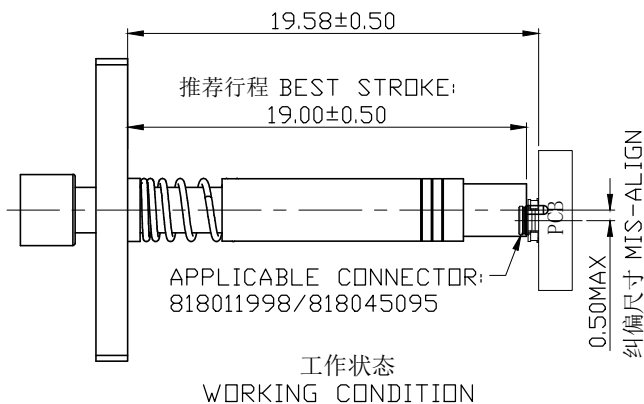 19.58±0.50
推荐行程 BEST STROKE:
19.00±0.50
PCB
0.50MAX
纠偏尺寸 MIS-ALIGN
APPLICABLE CONNECTOR:
818011998/818045095
工作状态
WORKING CONDITION